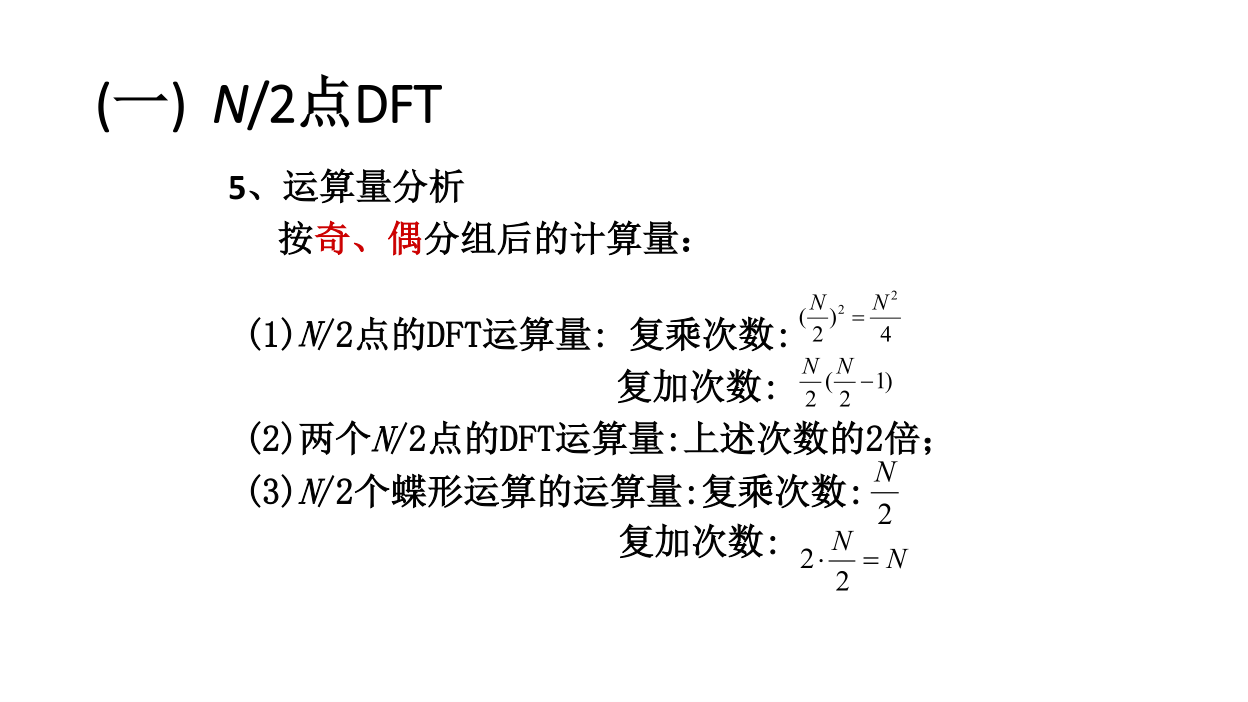 (一) N/2点DFT
5、运算量分析
按奇、偶分组后的计算量：
(1)N/2点的DFT运算量: 复乘次数: (N/2)² = N²/4
复加次数: N/2(N/2−1)
(2)两个N/2点的DFT运算量:上述次数的2倍；
(3)N/2个蝶形运算的运算量:复乘次数: N/2
复加次数: 2·N/2 = N